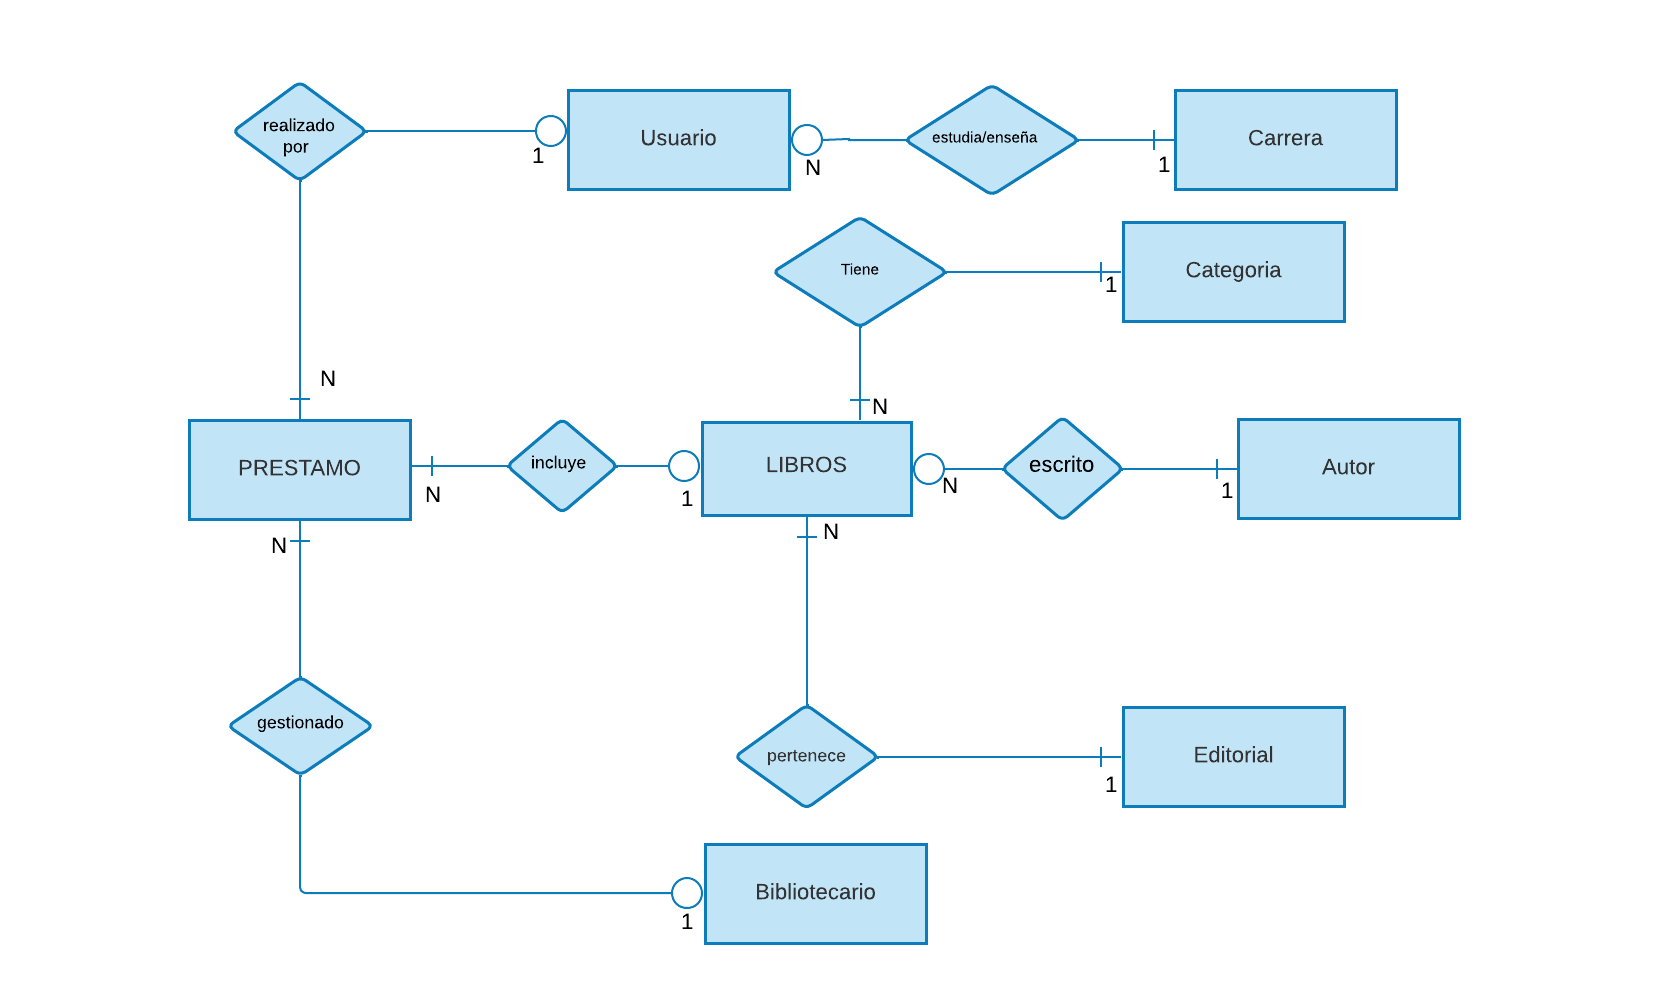 realizado
por
1
Usuario
N
estudia/enseña
1
Carrera
Tiene
1
Categoria
N
N
PRESTAMO
N
incluye
1
LIBROS
N
escrito
1
Autor
N
N
gestionado
pertenece
1
Editorial
1
Bibliotecario